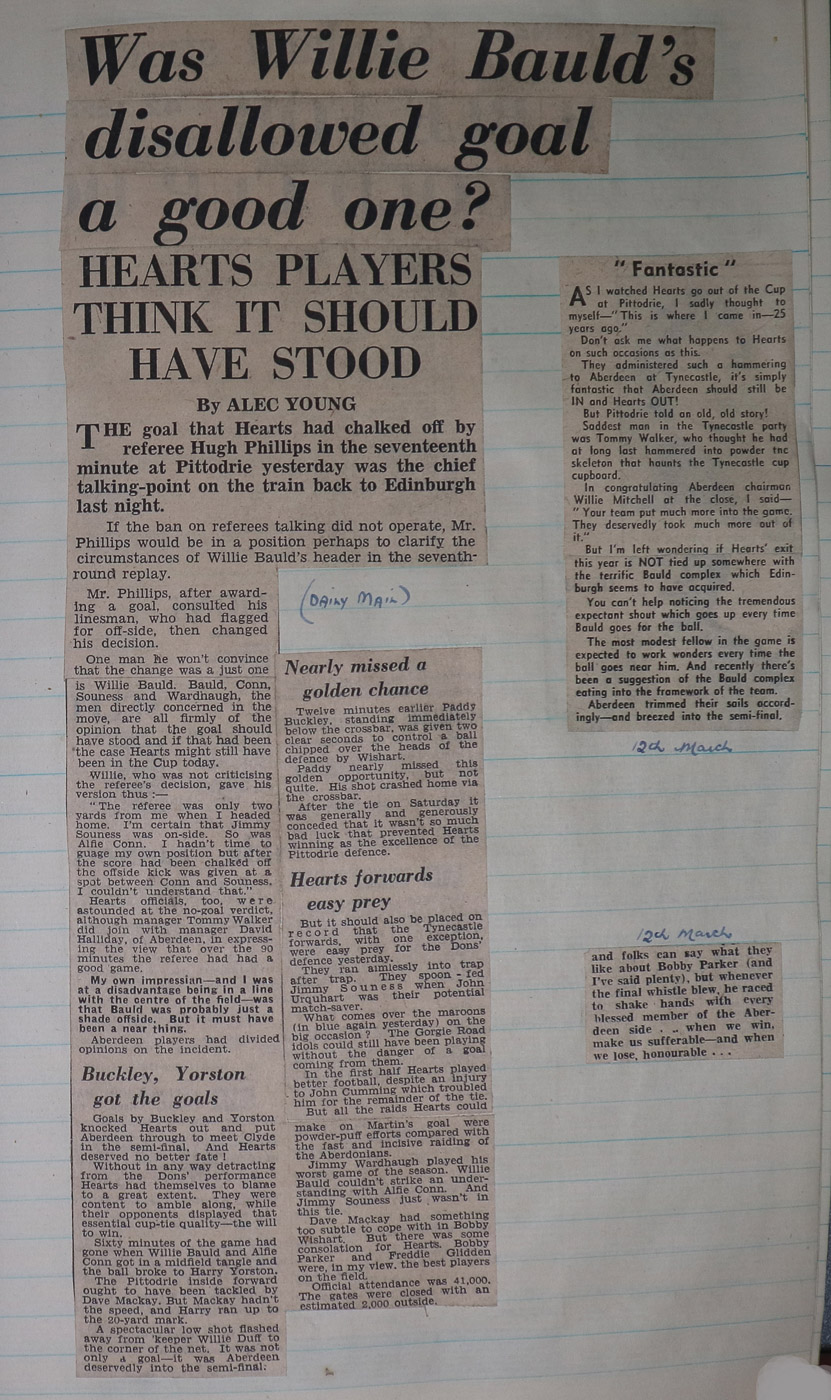 Was Willie Bauld's
disallowed goal
a good one?
HEARTS PLAYERS
THINK IT SHOULD
HAVE STOOD
By ALEC YOUNG
THE goal that Hearts had chalked off by
referee Hugh Phillips in the seventeenth
minute at Pittodrie yesterday was the chief
talking-point on the train back to Edinburgh
last night.
If the ban on referees talking did not operate, Mr.
Phillips would be in a position perhaps to clarify the
circumstances of Willie Bauld's header in the seventh-
round replay.
Mr. Phillips, after award-
ing a goal, consulted his
linesman, who had flagged
for off-side, then changed
his decision.
One man he won't convince
that the change was a just one
is Willie Bauld. Bauld, Conn,
Souness and Wardhaugh, the
men directly concerned in the
move, are all firmly of the
opinion that the goal should
have stood and if that had been
the case Hearts might still have
been in the Cup today.
Willie, who was not criticising
the referee's decision, gave his
version thus :—
"The referee was only two
yards from me when I headed
home. I'm certain that Jimmy
Souness was on-side. So was
Alfie Conn. I hadn't time to
guage my own position but after
the score had been chalked off
the offside kick was given at a
spot between Conn and Souness.
I couldn't understand that."
Hearts officials, too, were
astounded at the no-goal verdict,
although manager Tommy Walker
did join with manager David
Halliday, of Aberdeen, in express-
ing the view that over the 90
minutes the referee had had a
good game.
My own impression—and I was
at a disadvantage being in a line
with the centre of the field—was
that Bauld was probably just a
shade offside. But it must have
been a near thing.
Aberdeen players had divided
opinions on the incident.
Buckley, Yorston
got the goals
Goals by Buckley and Yorston
knocked Hearts out and put
Aberdeen through to meet Clyde
in the semi-final. And Hearts
deserved no better fate !
Without in any way detracting
from the Dons' performance
Hearts had themselves to blame
to a great extent. They were
content to amble along, while
their opponents displayed that
essential cup-tie quality—the will
to win.
Sixty minutes of the game had
gone when Willie Bauld and Alfie
Conn got in a midfield tangle and
the ball broke to Harry Yorston.
The Pittodrie inside forward
ought to have been tackled by
Dave Mackay. But Mackay hadn't
the speed, and Harry ran up to
the 20-yard mark.
A spectacular low shot flashed
away from 'keeper Willie Duff to
the corner of the net. It was not
only a goal—it was Aberdeen
deservedly into the semi-final.
(DAILY MAIL)
Nearly missed a
golden chance
Twelve minutes earlier Paddy
Buckley, standing immediately
below the crossbar, was given two
clear seconds to control a ball
chipped over the heads of the
defence by Wishart.
Paddy nearly missed this
golden opportunity, but not
quite. His shot crashed home via
the crossbar.
After the tie on Saturday it
was generally and generously
conceded that it wasn't so much
bad luck that prevented Hearts
winning as the excellence of the
Pittodrie defence.
Hearts forwards
easy prey
But it should also be placed on
record that the Tynecastle
forwards, with one exception,
were easy prey for the Dons'
defence yesterday.
They ran aimlessly into trap
after trap. They spoon-fed
Jimmy Souness when John
Urquhart was their potential
match-saver.
What comes over the maroons
(in blue again yesterday) on the
big occasion ? The Gorgie Road
idols could still have been playing
without the danger of a goal
coming from them.
In the first half Hearts played
better football, despite an injury
to John Cumming which troubled
him for the remainder of the tie.
But all the raids Hearts could
make on Martin's goal were
powder-puff efforts compared with
the fast and incisive raiding of
the Aberdonians.
Jimmy Wardhaugh played his
worst game of the season. Willie
Bauld couldn't strike an under-
standing with Alfie Conn. And
Jimmy Souness just wasn't in
this tie.
Dave Mackay had something
too subtle to cope with in Bobby
Wishart. But there was some
consolation for Hearts. Bobby
Parker and Freddie Glidden
were, in my view, the best players
on the field.
Official attendance was 41,000.
The gates were closed with an
estimated 2,000 outside.
"Fantastic"
AS I watched Hearts go out of the Cup
at Pittodrie, I sadly thought to
myself—"This is where I came in—25
years ago."
Don't ask me what happens to Hearts
on such occasions as this.
They administered such a hammering
to Aberdeen at Tynecastle, it's simply
fantastic that Aberdeen should still be
IN and Hearts OUT!
But Pittodrie told an old, old story!
Saddest man in the Tynecastle party
was Tommy Walker, who thought he had
at long last hammered into powder the
skeleton that haunts the Tynecastle cup
cupboard.
In congratulating Aberdeen chairman
Willie Mitchell at the close, I said—
"Your team put much more into the game.
They deservedly took much more out of
it."
But I'm left wondering if Hearts' exit
this year is NOT tied up somewhere with
the terrific Bauld complex which Edin-
burgh seems to have acquired.
You can't help noticing the tremendous
expectant shout which goes up every time
Bauld goes for the ball.
The most modest fellow in the game is
expected to work wonders every time the
ball goes near him. And recently there's
been a suggestion of the Bauld complex
eating into the framework of the team.
Aberdeen trimmed their sails accord-
ingly—and breezed into the semi-final.
12th March
12th March
and folks can say what they
like about Bobby Parker (and
I've said plenty), but whenever
the final whistle blew, he raced
to shake hands with every
blessed member of the Aber-
deen side . . . when we win,
make us sufferable—and when
we lose, honourable . . .